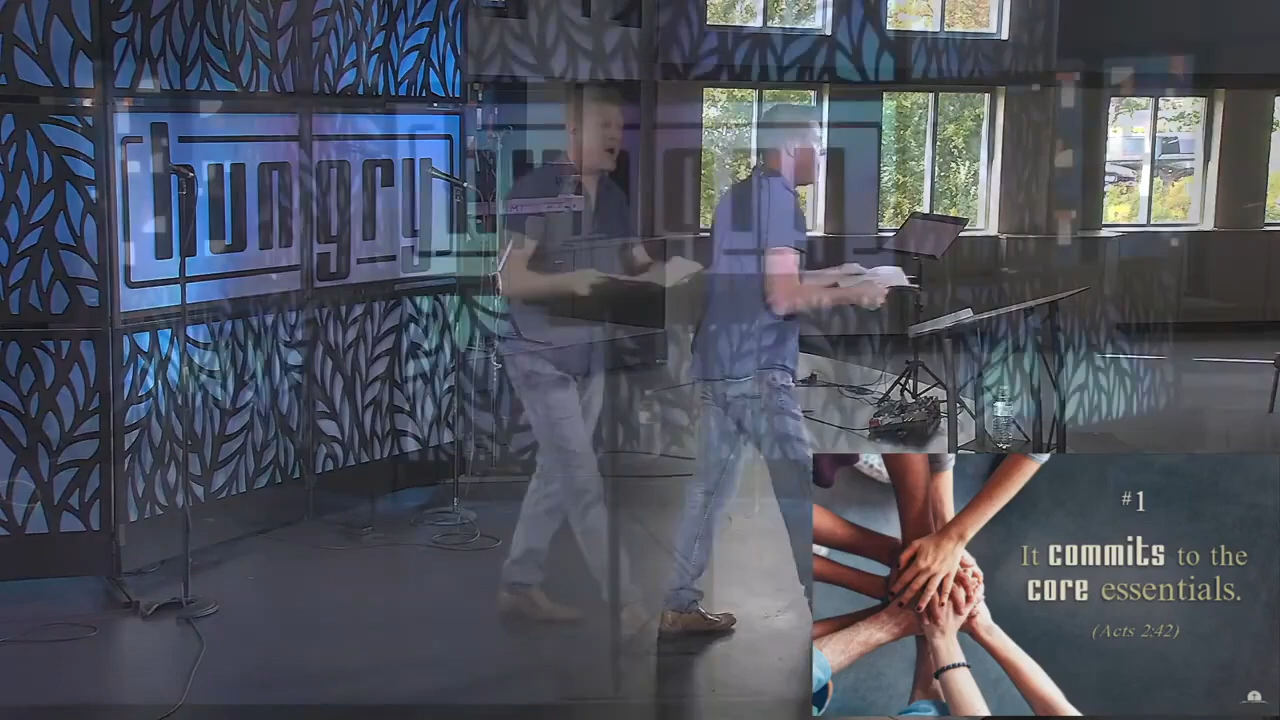 hungry
#1
It commits to the
core essentials.
(Acts 2:42)